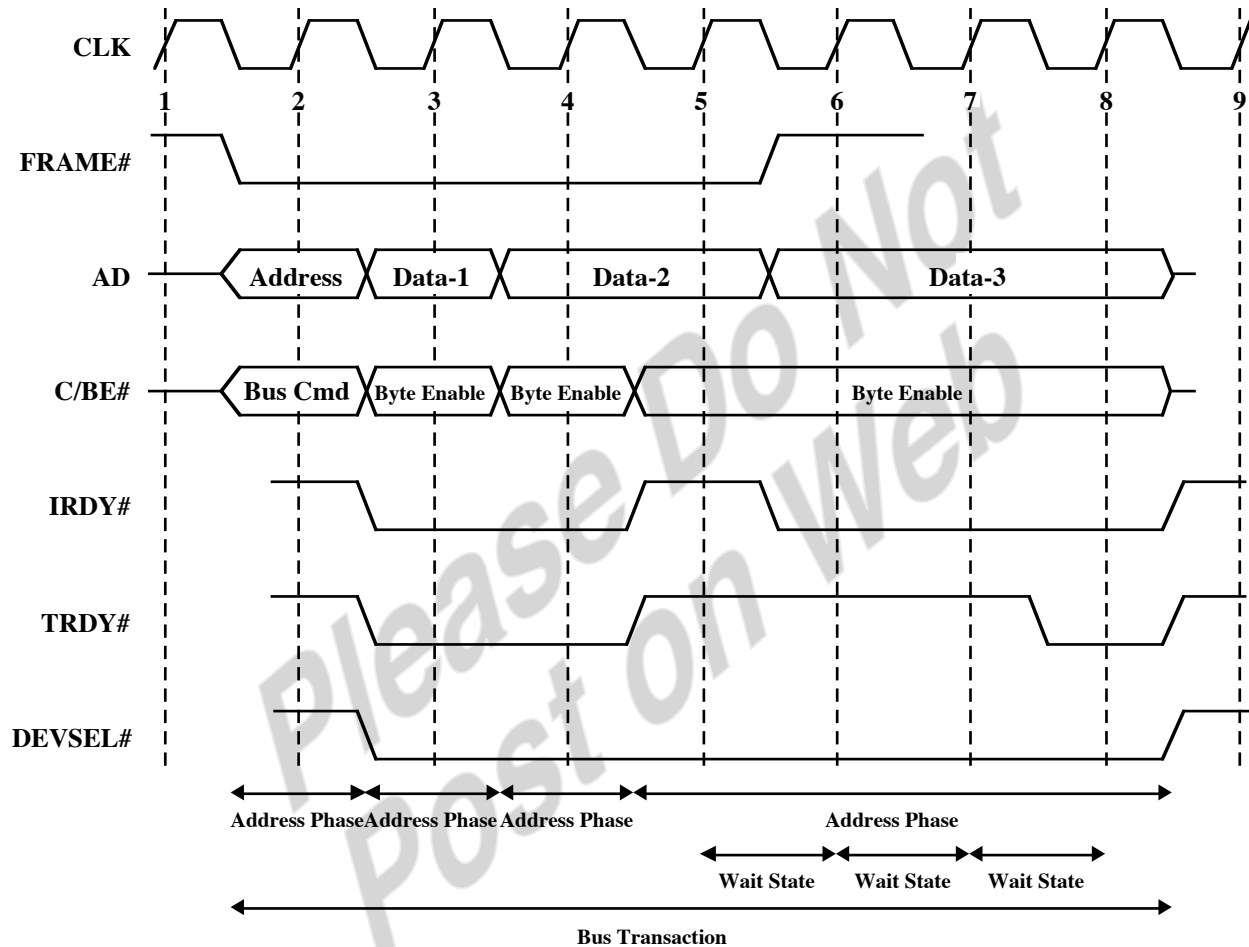 CLK
1 2 3 4 5 6 7 8 9
FRAME#
AD Address Data-1 Data-2 Data-3
C/BE# Bus Cmd Byte Enable Byte Enable Byte Enable
IRDY#
TRDY#
DEVSEL#
Address Phase Address Phase Address Phase Address Phase
Wait State Wait State Wait State
Bus Transaction
Please Do Not
Post on Web